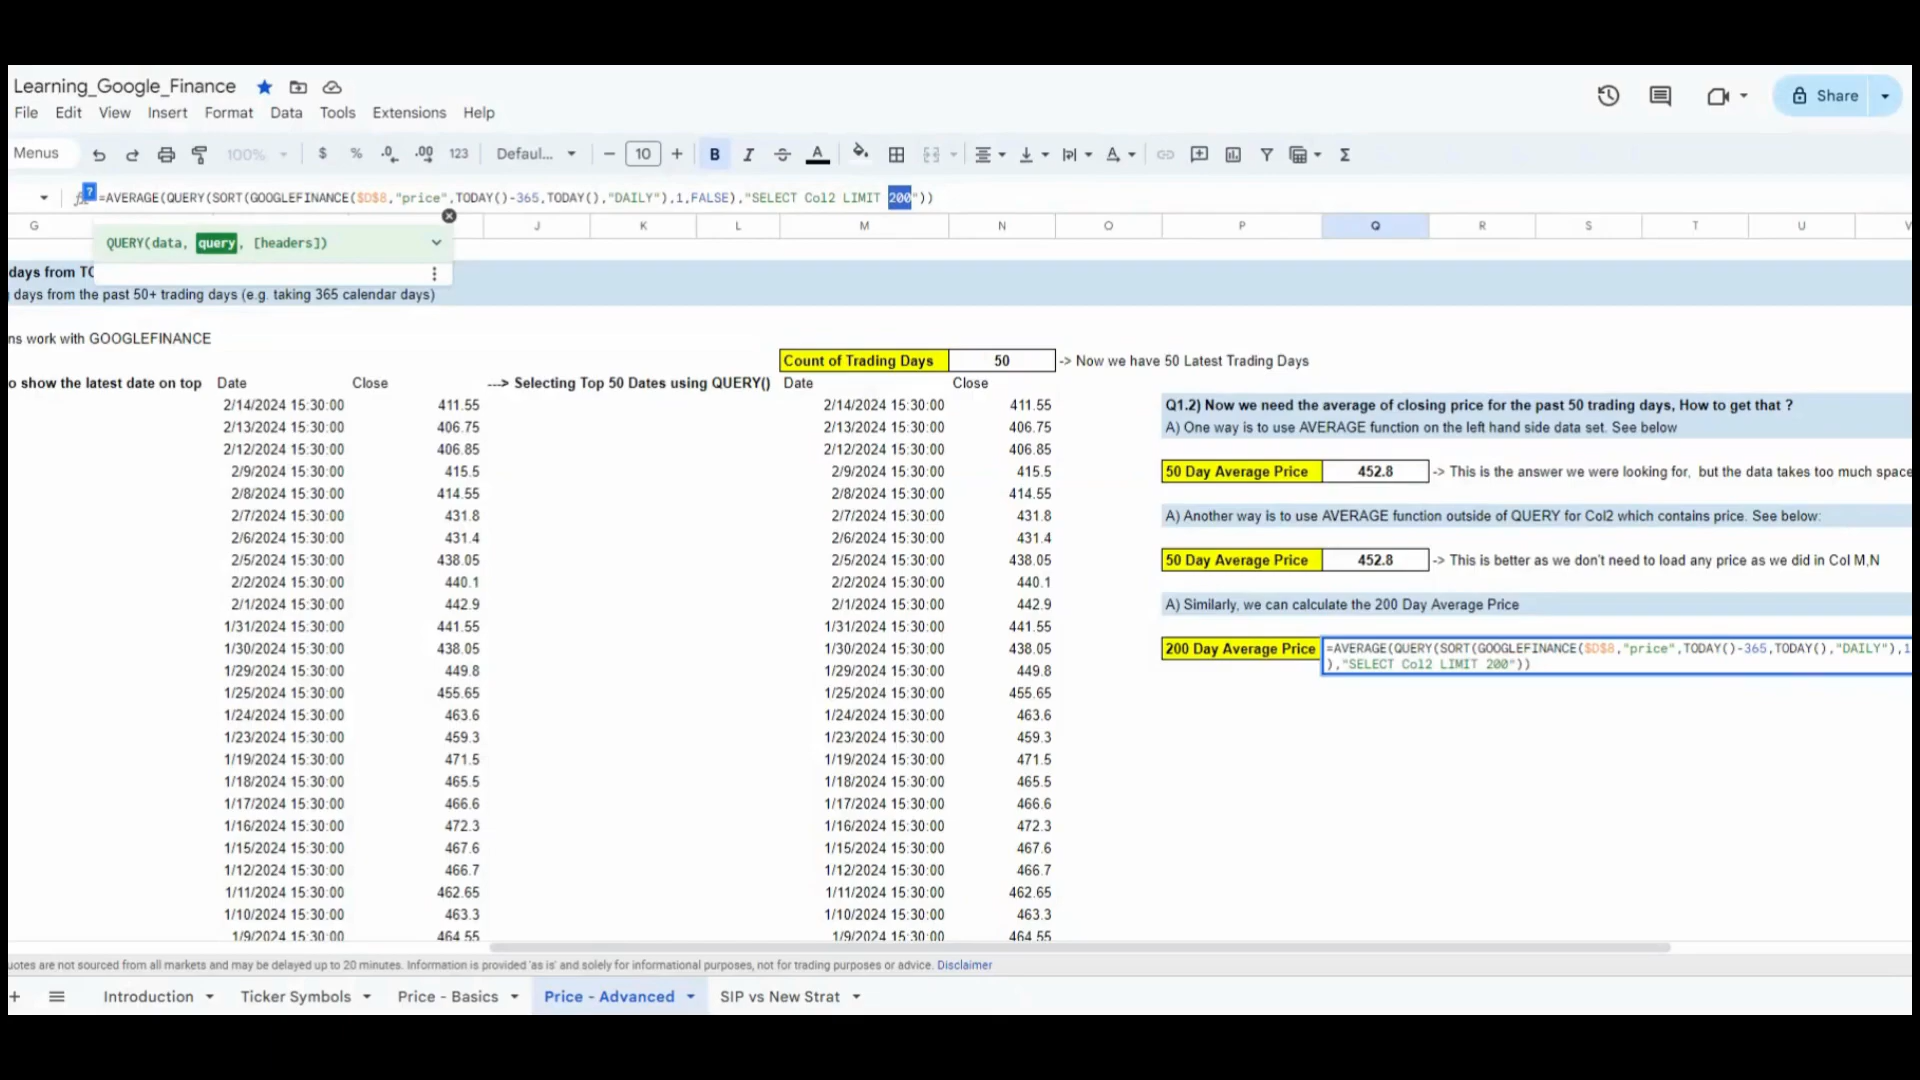 Learning_Google_Finance
File Edit View Insert Format Data Tools Extensions Help
Share
Menus 100% $ % .0 .00 123 Defaul... 10 B I A Σ
=AVERAGE(QUERY(SORT(GOOGLEFINANCE($D$8,"price",TODAY()-365,TODAY(),"DAILY"),1,FALSE),"SELECT Col2 LIMIT 200"))
G J K L M N O P Q R S T U V
QUERY(data, query, [headers])
days from TO
days from the past 50+ trading days (e.g. taking 365 calendar days)
ns work with GOOGLEFINANCE
Count of Trading Days 50 -> Now we have 50 Latest Trading Days
o show the latest date on top Date Close ---> Selecting Top 50 Dates using QUERY() Date Close
2/14/2024 15:30:00 411.55 2/14/2024 15:30:00 411.55 Q1.2) Now we need the average of closing price for the past 50 trading days, How to get that ?
2/13/2024 15:30:00 406.75 2/13/2024 15:30:00 406.75 A) One way is to use AVERAGE function on the left hand side data set. See below
2/12/2024 15:30:00 406.85 2/12/2024 15:30:00 406.85
2/9/2024 15:30:00 415.5 2/9/2024 15:30:00 415.5 50 Day Average Price 452.8 -> This is the answer we were looking for, but the data takes too much space
2/8/2024 15:30:00 414.55 2/8/2024 15:30:00 414.55
2/7/2024 15:30:00 431.8 2/7/2024 15:30:00 431.8 A) Another way is to use AVERAGE function outside of QUERY for Col2 which contains price. See below:
2/6/2024 15:30:00 431.4 2/6/2024 15:30:00 431.4
2/5/2024 15:30:00 438.05 2/5/2024 15:30:00 438.05 50 Day Average Price 452.8 -> This is better as we don't need to load any price as we did in Col M,N
2/2/2024 15:30:00 440.1 2/2/2024 15:30:00 440.1
2/1/2024 15:30:00 442.9 2/1/2024 15:30:00 442.9 A) Similarly, we can calculate the 200 Day Average Price
1/31/2024 15:30:00 441.55 1/31/2024 15:30:00 441.55
1/30/2024 15:30:00 438.05 1/30/2024 15:30:00 438.05 200 Day Average Price =AVERAGE(QUERY(SORT(GOOGLEFINANCE($D$8,"price",TODAY()-365,TODAY(),"DAILY"),1
1/29/2024 15:30:00 449.8 1/29/2024 15:30:00 449.8 ),"SELECT Col2 LIMIT 200"))
1/25/2024 15:30:00 455.65 1/25/2024 15:30:00 455.65
1/24/2024 15:30:00 463.6 1/24/2024 15:30:00 463.6
1/23/2024 15:30:00 459.3 1/23/2024 15:30:00 459.3
1/19/2024 15:30:00 471.5 1/19/2024 15:30:00 471.5
1/18/2024 15:30:00 465.5 1/18/2024 15:30:00 465.5
1/17/2024 15:30:00 466.6 1/17/2024 15:30:00 466.6
1/16/2024 15:30:00 472.3 1/16/2024 15:30:00 472.3
1/15/2024 15:30:00 467.6 1/15/2024 15:30:00 467.6
1/12/2024 15:30:00 466.7 1/12/2024 15:30:00 466.7
1/11/2024 15:30:00 462.65 1/11/2024 15:30:00 462.65
1/10/2024 15:30:00 463.3 1/10/2024 15:30:00 463.3
1/9/2024 15:30:00 464.55 1/9/2024 15:30:00 464.55
uotes are not sourced from all markets and may be delayed up to 20 minutes. Information is provided 'as is' and solely for informational purposes, not for trading purposes or advice. Disclaimer
Introduction Ticker Symbols Price - Basics Price - Advanced SIP vs New Strat